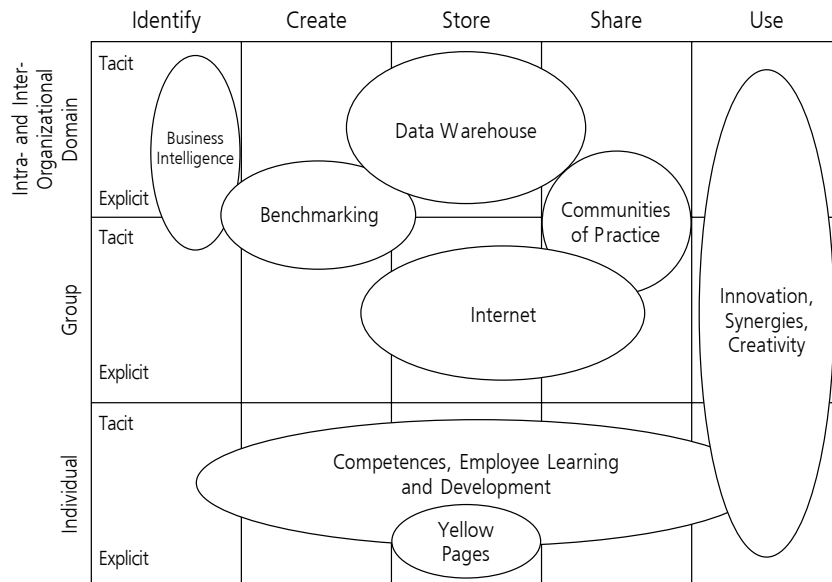 Identify
Create
Store
Share
Use
Intra- and Inter-
Organizational
Domain
Tacit
Business
Intelligence
Data Warehouse
Explicit
Benchmarking
Communities
of Practice
Group
Tacit
Internet
Innovation,
Synergies,
Creativity
Explicit
Individual
Tacit
Competences, Employee Learning
and Development
Yellow
Pages
Explicit